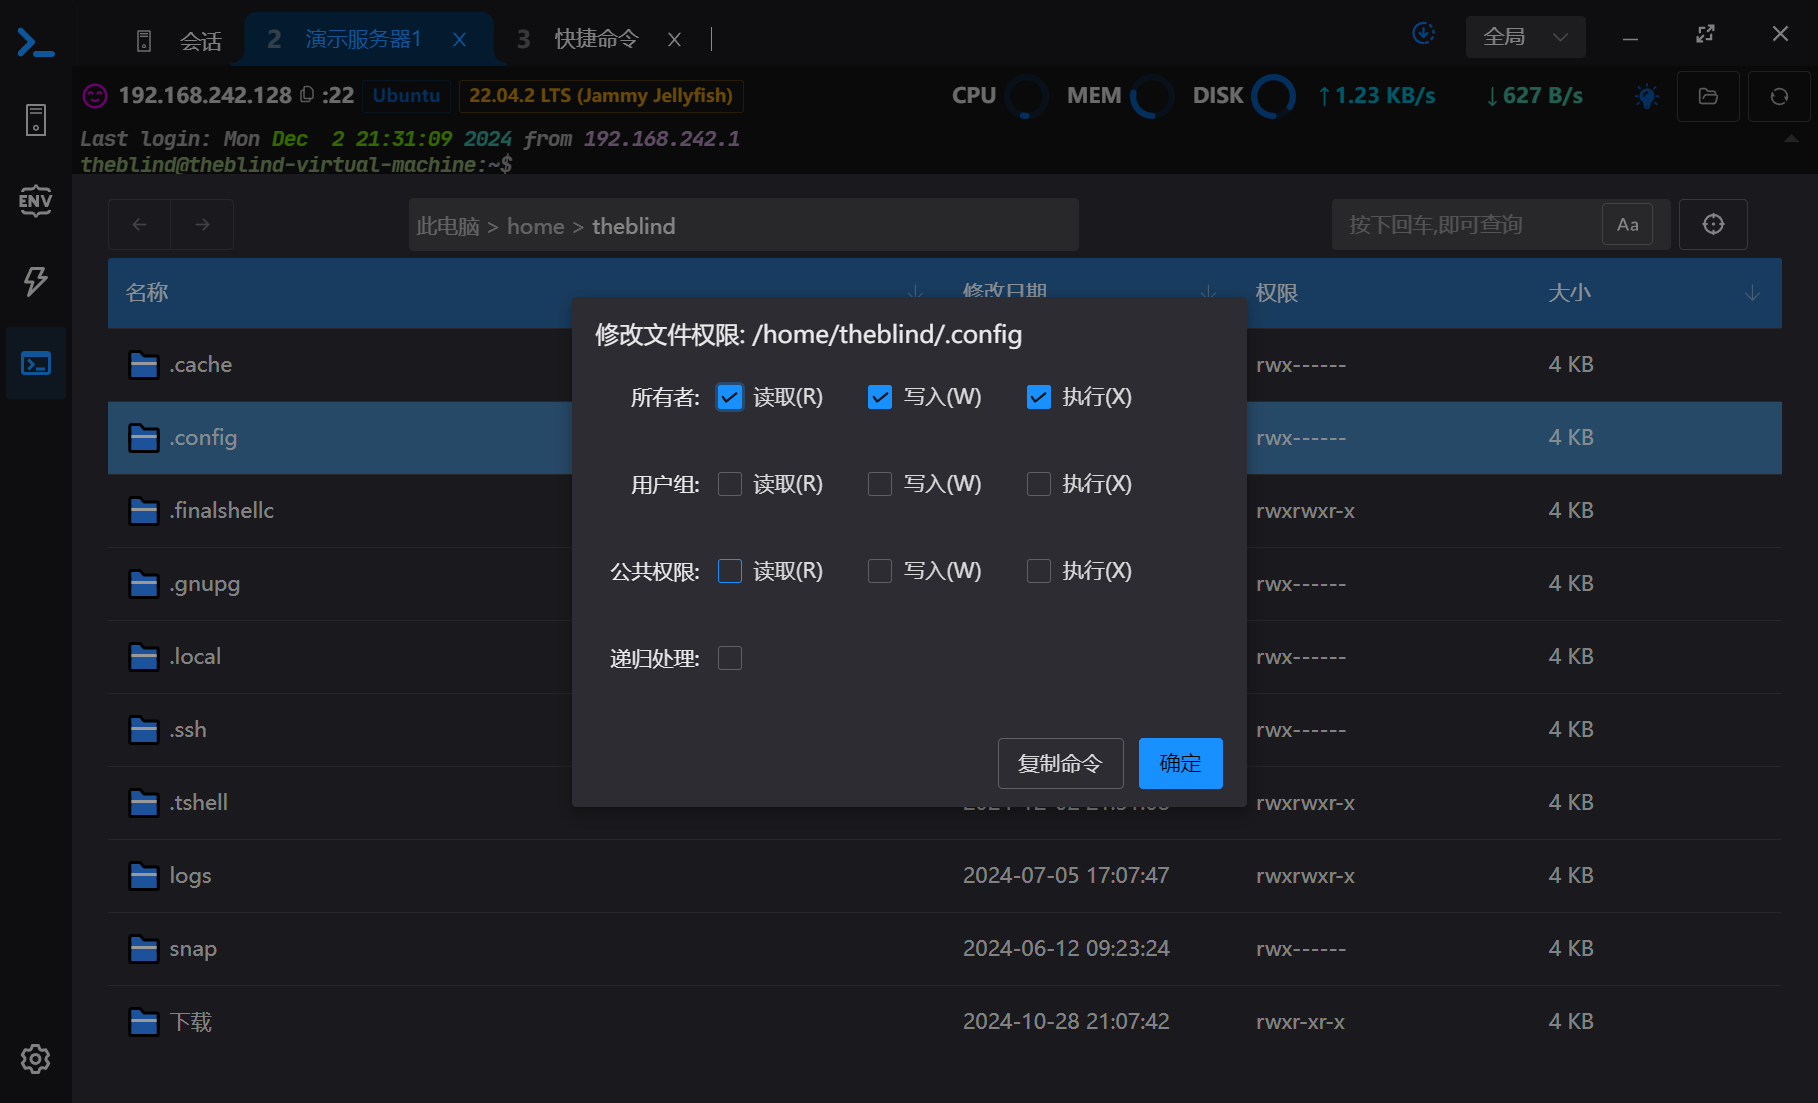 会话
2 演示服务器1
3 快捷命令
全局
192.168.242.128 :22 Ubuntu 22.04.2 LTS (Jammy Jellyfish)
CPU MEM DISK ↑1.23 KB/s ↓627 B/s
Last login: Mon Dec  2 21:31:09 2024 from 192.168.242.1
theblind@theblind-virtual-machine:~$
ENV
此电脑 > home > theblind
按下回车,即可查询 Aa
名称 修改日期 权限 大小
修改文件权限: /home/theblind/.config
.cache rwx------ 4 KB
所有者: 读取(R) 写入(W) 执行(X)
.config rwx------ 4 KB
用户组: 读取(R) 写入(W) 执行(X)
.finalshellc rwxrwxr-x 4 KB
公共权限: 读取(R) 写入(W) 执行(X)
.gnupg rwx------ 4 KB
递归处理:
.local rwx------ 4 KB
.ssh rwx------ 4 KB
复制命令 确定
.tshell rwxrwxr-x 4 KB
logs 2024-07-05 17:07:47 rwxrwxr-x 4 KB
snap 2024-06-12 09:23:24 rwx------ 4 KB
下载 2024-10-28 21:07:42 rwxr-xr-x 4 KB